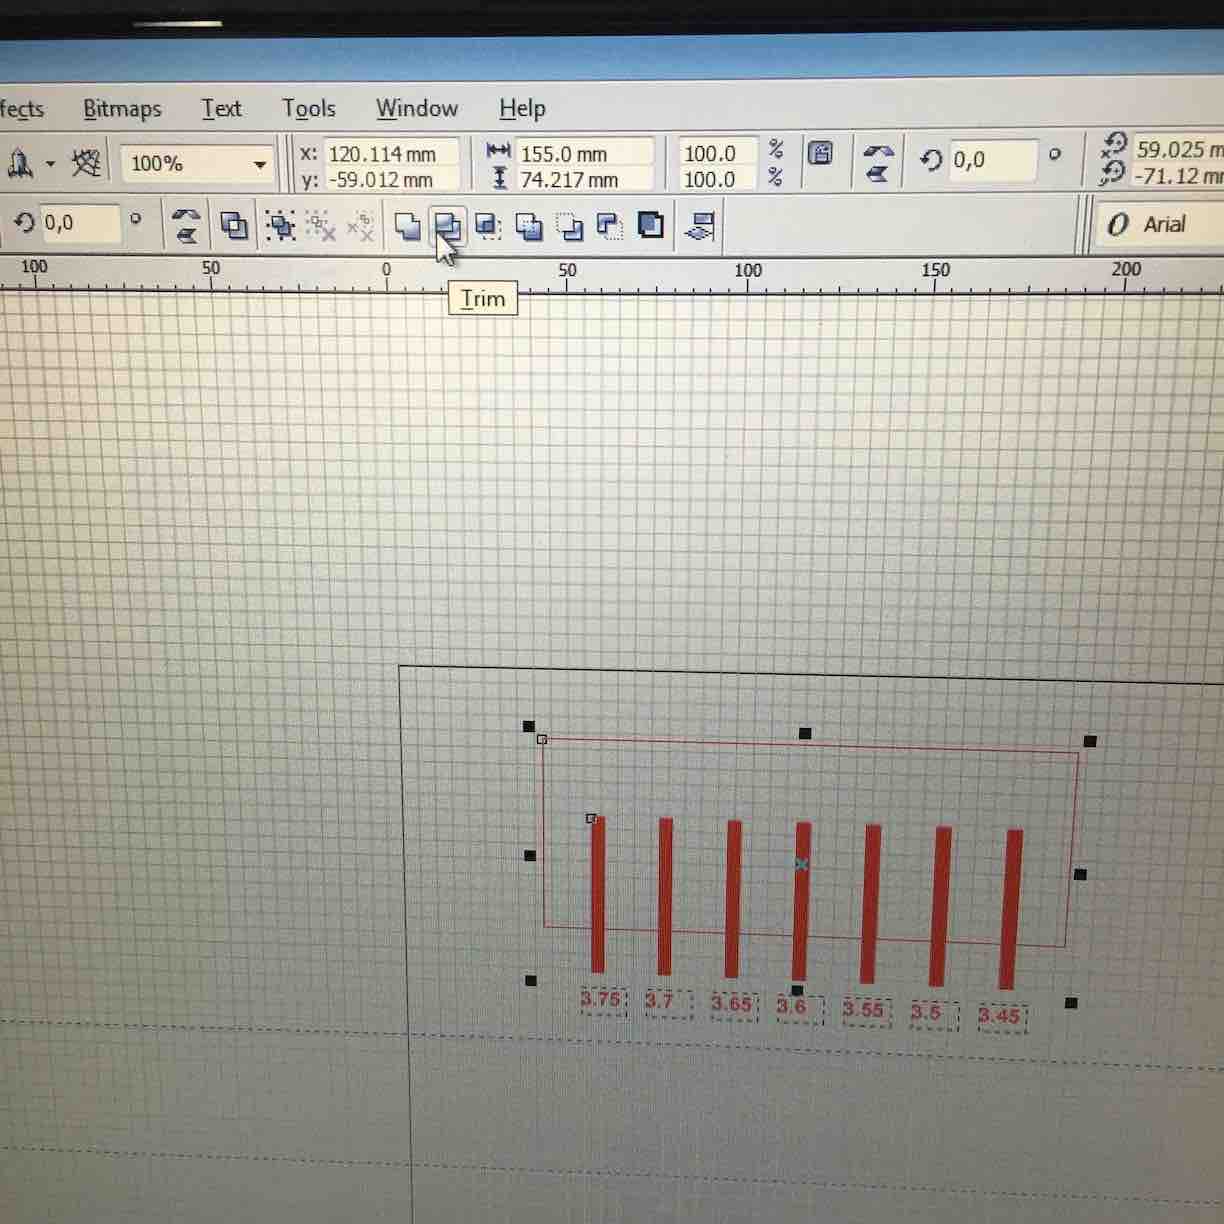 fects Bitmaps Text Tools Window Help
100% x: 120.114 mm 155.0 mm 100.0 % 0,0 ° 59.025 m
y: -59.012 mm 74.217 mm 100.0 % -71.12 mm
0,0 ° O Arial
100 50 0 50 100 150 200
Trim
3.75 3.7 3.65 3.6 3.55 3.5 3.45